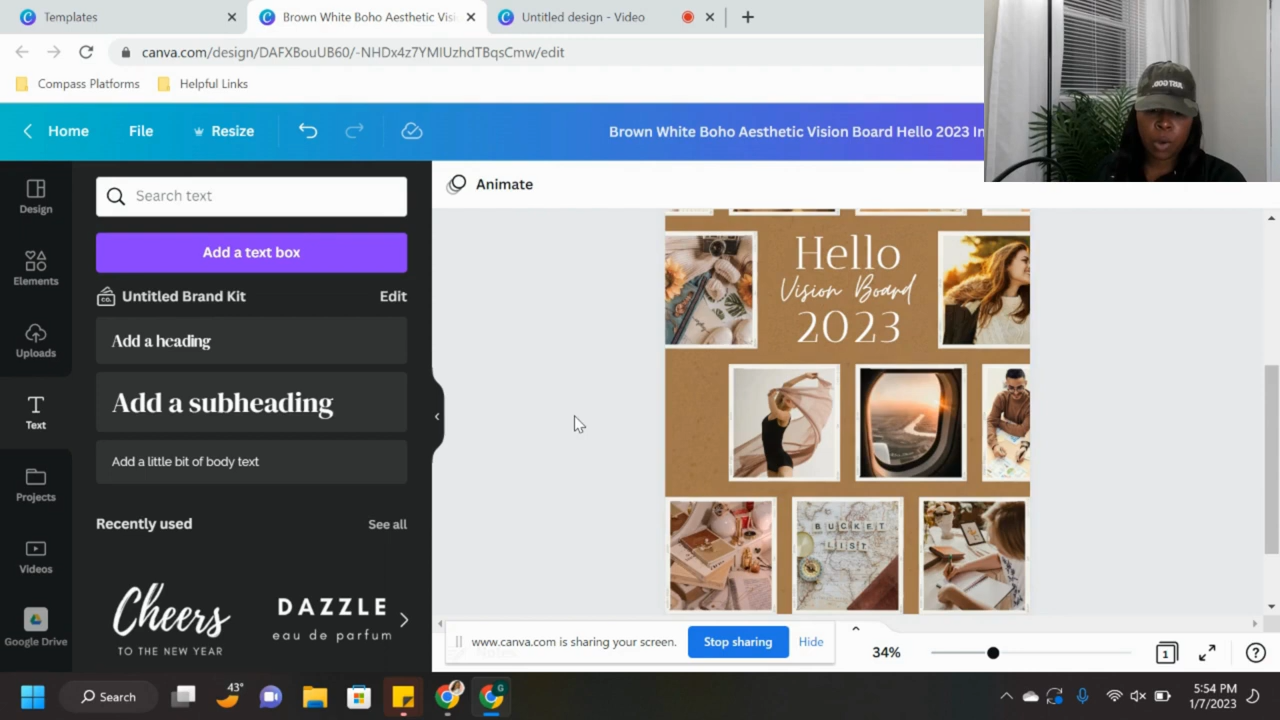 Templates
Brown White Boho Aesthetic Visi
Untitled design - Video
canva.com/design/DAFXBouUB60/-NHDx4z7YMIUzhdTBqsCmw/edit
Compass Platforms
Helpful Links
Home
File
Resize
Brown White Boho Aesthetic Vision Board Hello 2023 In
Design
Elements
Uploads
Text
Projects
Videos
Google Drive
Search text
Add a text box
CO.
Untitled Brand Kit
Edit
Add a heading
Add a subheading
Add a little bit of body text
Recently used
See all
Cheers
TO THE NEW YEAR
DAZZLE
eau de parfum
Animate
Hello
Vision Board
2023
BUCKET
LIST
www.canva.com is sharing your screen.
Stop sharing
Hide
34%
1
Search
43°
5:54 PM
1/7/2023